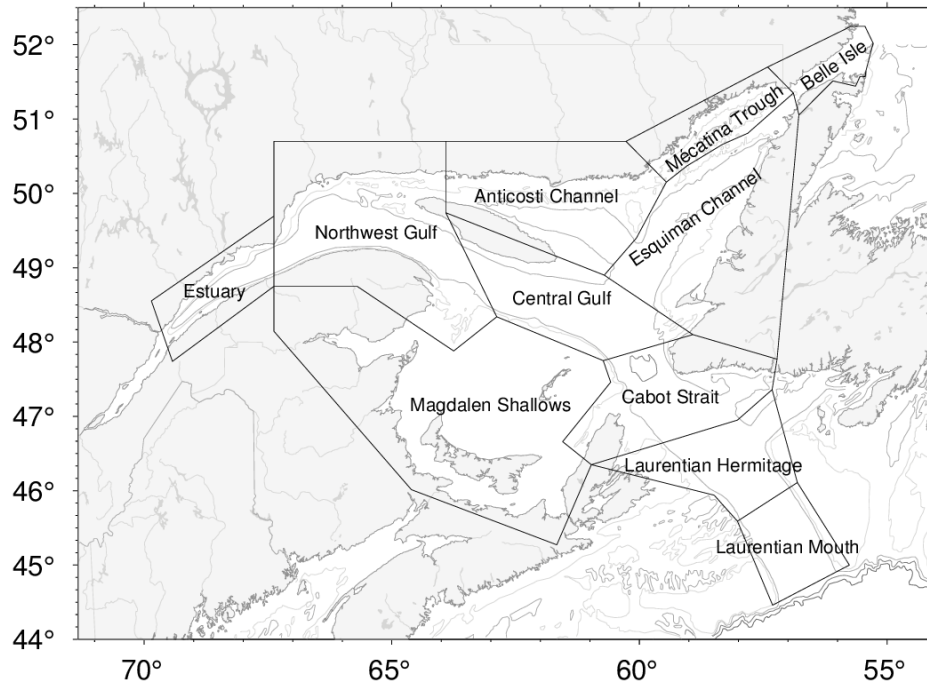 52°
Belle Isle
51°
Mécatina Trough
50°
Anticosti Channel
Esquiman Channel
Northwest Gulf
49°
Estuary
Central Gulf
48°
47°
Magdalen Shallows
Cabot Strait
46°
Laurentian Hermitage
45°
Laurentian Mouth
44°
70°
65°
60°
55°